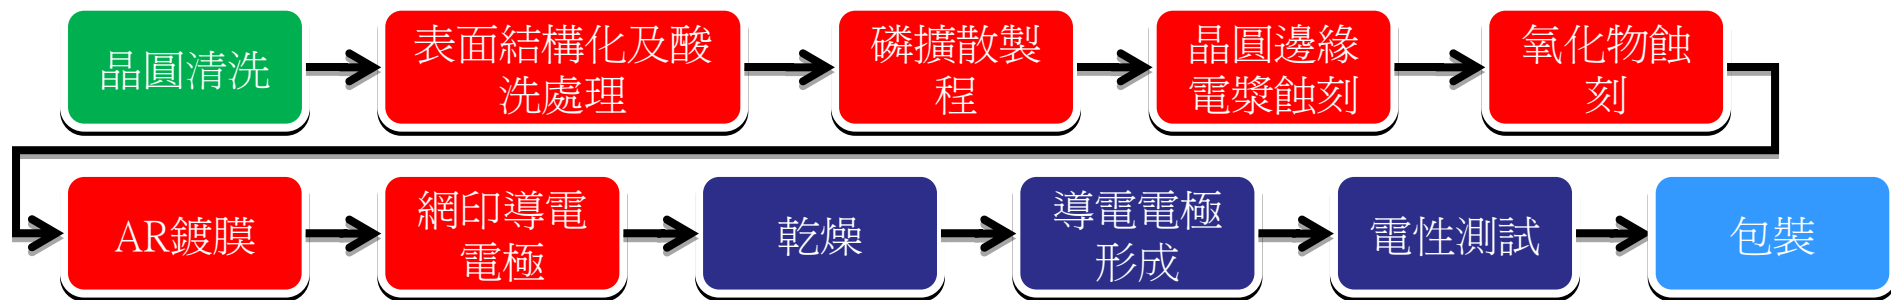 晶圓清洗
表面結構化及酸
洗處理
磷擴散製
程
晶圓邊緣
電漿蝕刻
氧化物蝕
刻
AR鍍膜
網印導電
電極
乾燥
導電電極
形成
電性測試
包裝